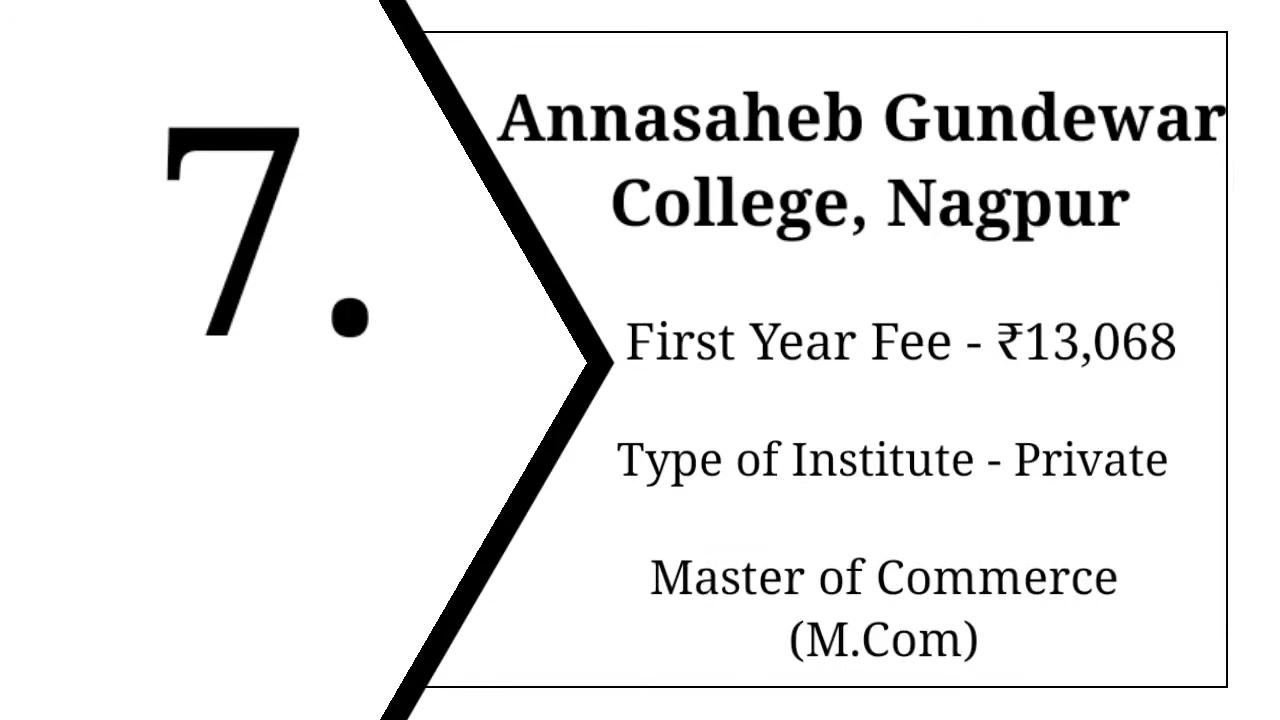 7.
Annasaheb Gundewar
College, Nagpur
First Year Fee - ₹13,068
Type of Institute - Private
Master of Commerce
(M.Com)